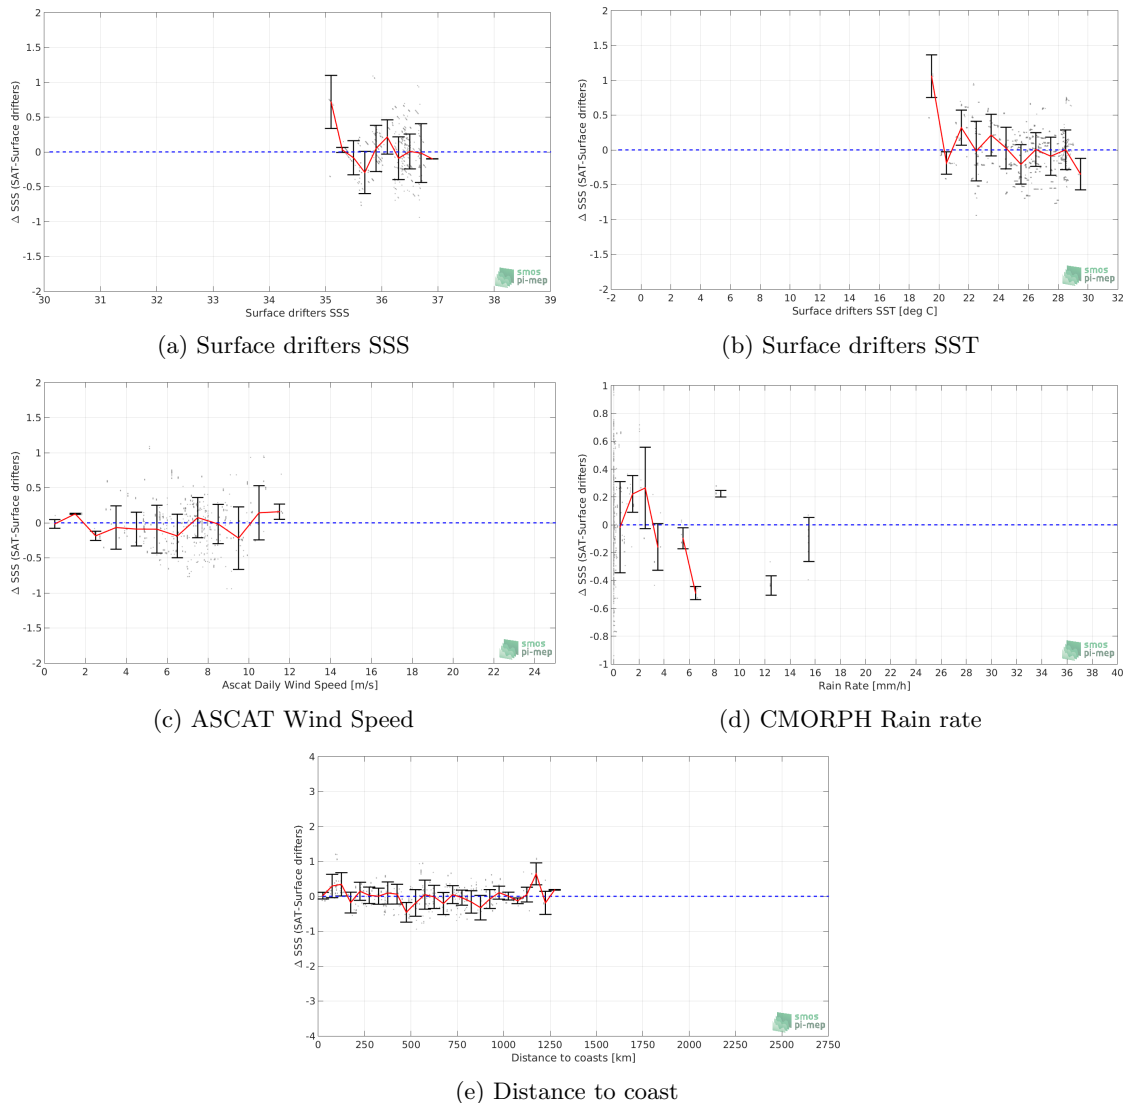 2
1.5
1
0.5
0
-0.5
-1
-1.5
-2
Δ SSS (SAT-Surface drifters)
30 31 32 33 34 35 36 37 38 39
Surface drifters SSS
smos
pi-mep
(a) Surface drifters SSS
2
1.5
1
0.5
0
-0.5
-1
-1.5
-2
Δ SSS (SAT-Surface drifters)
-2 0 2 4 6 8 10 12 14 16 18 20 22 24 26 28 30 32
Surface drifters SST [deg C]
smos
pi-mep
(b) Surface drifters SST
2
1.5
1
0.5
0
-0.5
-1
-1.5
-2
Δ SSS (SAT-Surface drifters)
0 2 4 6 8 10 12 14 16 18 20 22 24
Ascat Daily Wind Speed [m/s]
smos
pi-mep
(c) ASCAT Wind Speed
1
0.8
0.6
0.4
0.2
0
-0.2
-0.4
-0.6
-0.8
-1
Δ SSS (SAT-Surface drifters)
0 2 4 6 8 10 12 14 16 18 20 22 24 26 28 30 32 34 36 38 40
Rain Rate [mm/h]
smos
pi-mep
(d) CMORPH Rain rate
4
3
2
1
0
-1
-2
-3
-4
Δ SSS (SAT-Surface drifters)
0 250 500 750 1000 1250 1500 1750 2000 2250 2500 2750
Distance to coasts [km]
smos
pi-mep
(e) Distance to coast